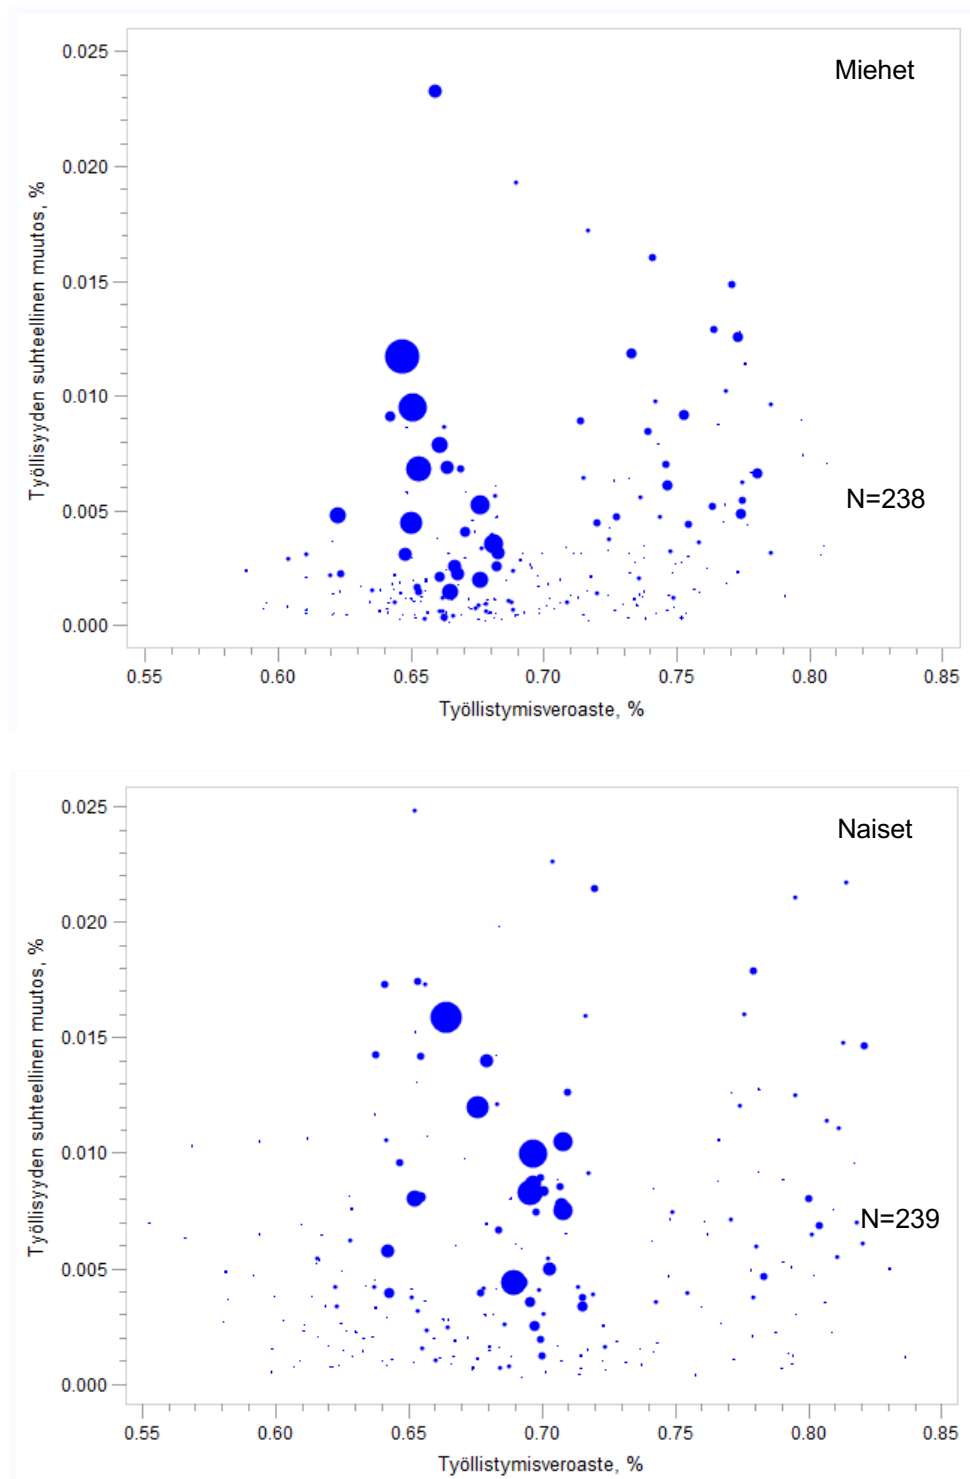 Miehet
Työllisyyden suhteellinen muutos, %
0.025
0.020
0.015
0.010
0.005
0.000
N=238
0.55 0.60 0.65 0.70 0.75 0.80 0.85
Työllistymisveroaste, %
Naiset
Työllisyyden suhteellinen muutos, %
0.025
0.020
0.015
0.010
0.005
0.000
N=239
0.55 0.60 0.65 0.70 0.75 0.80 0.85
Työllistymisveroaste, %